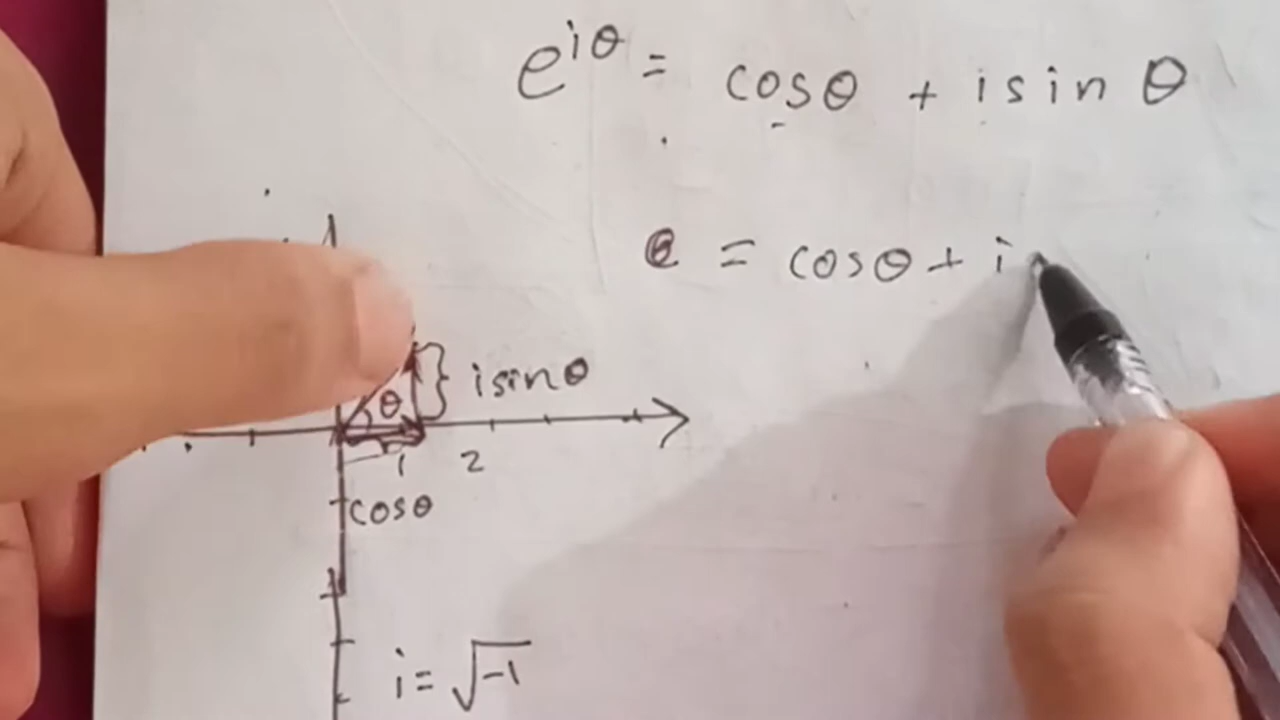 e^{iθ} = cosθ + i sin θ
= cosθ + i
i sinθ
θ
1 2
cosθ
i = √-1